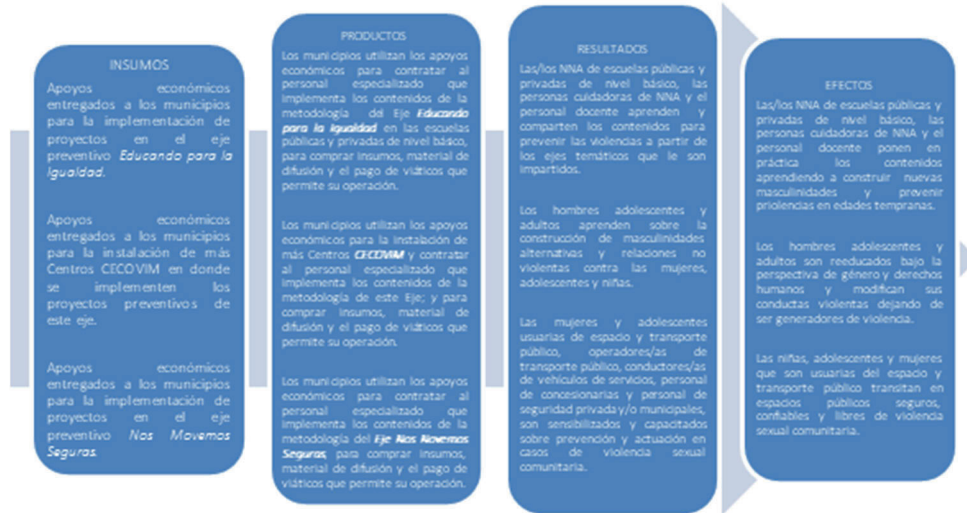 INSUMOS
Apoyos económicos
entregados a los municipios
para la implementación de
proyectos en el eje
preventivo Educando para la
Igualdad.
Apoyos económicos
entregados a los municipios
para la instalación de más
Centros CECOVIM en donde
se implementen los
proyectos preventivos de
este eje.
Apoyos económicos
entregados a los municipios
para la implementación de
proyectos en el eje
preventivo Nos Movemos
Seguras.
PRODUCTOS
Los municipios utilizan los apoyos
económicos para contratar al
personal especializado que
implementa los contenidos de la
metodología del Eje Educando
para la Igualdad en las escuelas
públicas y privadas de nivel básico,
para comprar insumos, material de
difusión y el pago de viáticos que
permite su operación.
Los municipios utilizan los apoyos
económicos para la instalación de
más Centros CECOVIM y contratar
al personal especializado que
implementa los contenidos de la
metodología de este Eje; y para
comprar insumos, material de
difusión y el pago de viáticos que
permite su operación.
Los municipios utilizan los apoyos
económicos para contratar al
personal especializado que
implementa los contenidos de la
metodología del Eje Nos Novemos
Seguras, para comprar insumos,
material de difusión y el pago de
viáticos que permite su operación.
RESULTADOS
Las/los NNA de escuelas públicas y
privadas de nivel básico, las
personas cuidadoras de NNA y el
personal docente aprenden y
comparten los contenidos para
prevenir las violencias a partir de
los ejes temáticos que le son
impartidos.
Los hombres adolescentes y
adultos aprenden sobre la
construcción de masculinidades
alternativas y relaciones no
violentas contra las mujeres,
adolescentes y niñas.
Las mujeres y adolescentes
usuarias de espacio y transporte
público, operadores/as de
transporte público, conductores/as
de vehículos de servicios, personal
de concesionarias y personal de
seguridad privada y/o municipales,
son sensibilizados y capacitados
sobre prevención y actuación en
casos de violencia sexual
comunitaria.
EFECTOS
Las/los NNA de escuelas públicas y
privadas de nivel básico, las
personas cuidadoras de NNA y el
personal docente ponen en
práctica los contenidos
aprendiendo a construir nuevas
masculinidades y prevenir
priolencias en edades tempranas.
Los hombres adolescentes y
adultos son reeducados bajo la
perspectiva de género y derechos
humanos y modifican sus
conductas violentas dejando de
ser generadores de violencia.
Las niñas, adolescentes y mujeres
que son usuarias del espacio y
transporte público transitan en
espacios públicos seguros,
confiables y libres de violencia
sexual comunitaria.